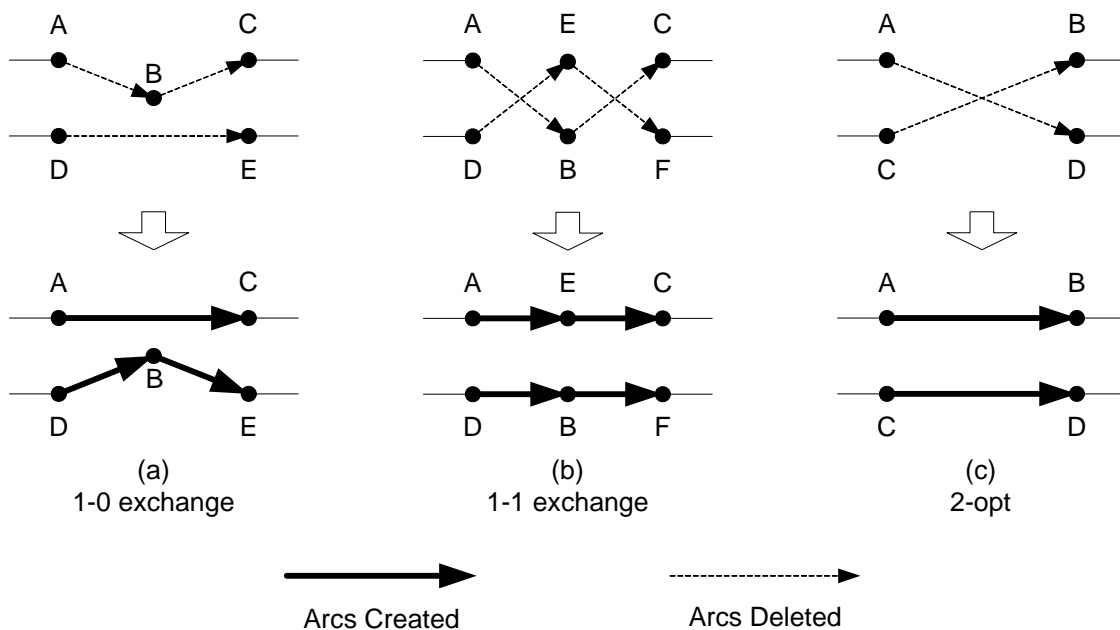 A C A E C A B
B
D E D B F C D
A C A E C A B
B
D E D B F C D
(a) (b) (c)
1-0 exchange 1-1 exchange 2-opt
Arcs Created Arcs Deleted